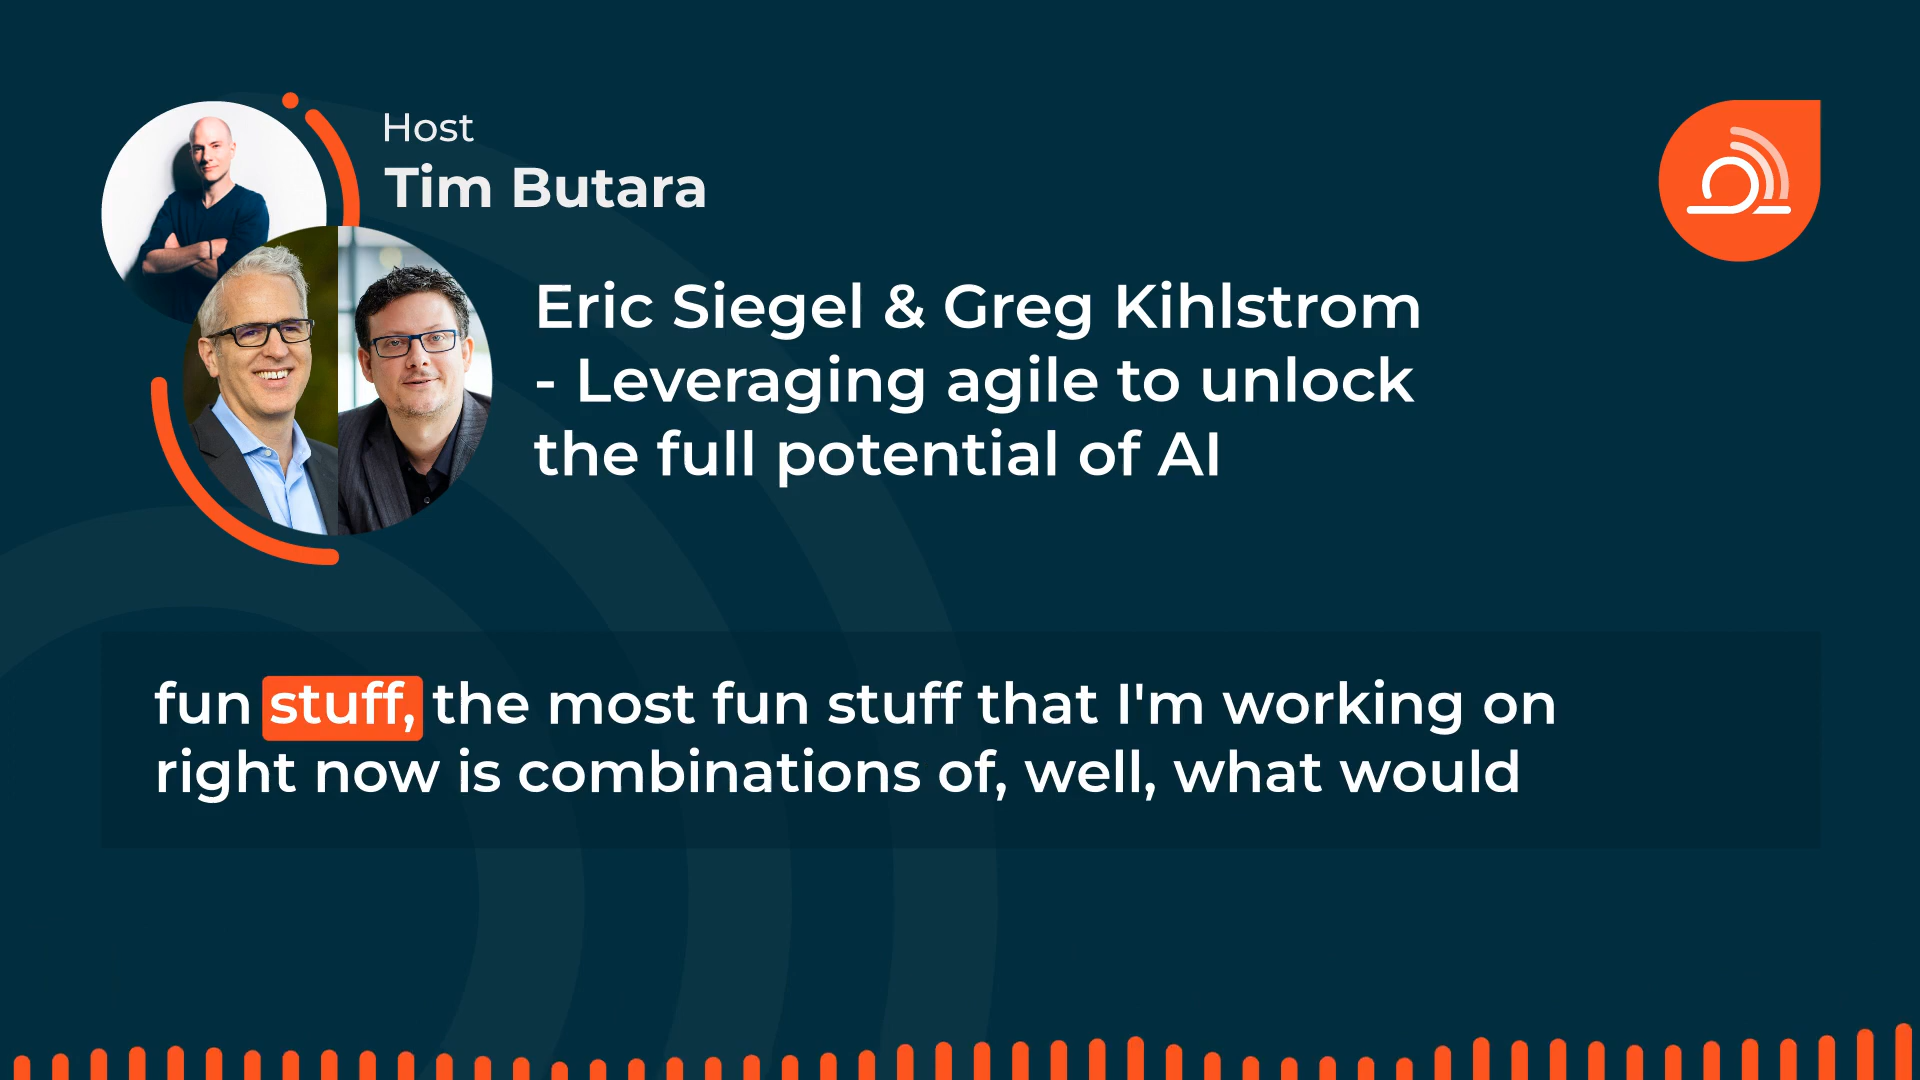 Host
Tim Butara
Eric Siegel & Greg Kihlstrom
- Leveraging agile to unlock
the full potential of AI
fun stuff, the most fun stuff that I'm working on
right now is combinations of, well, what would